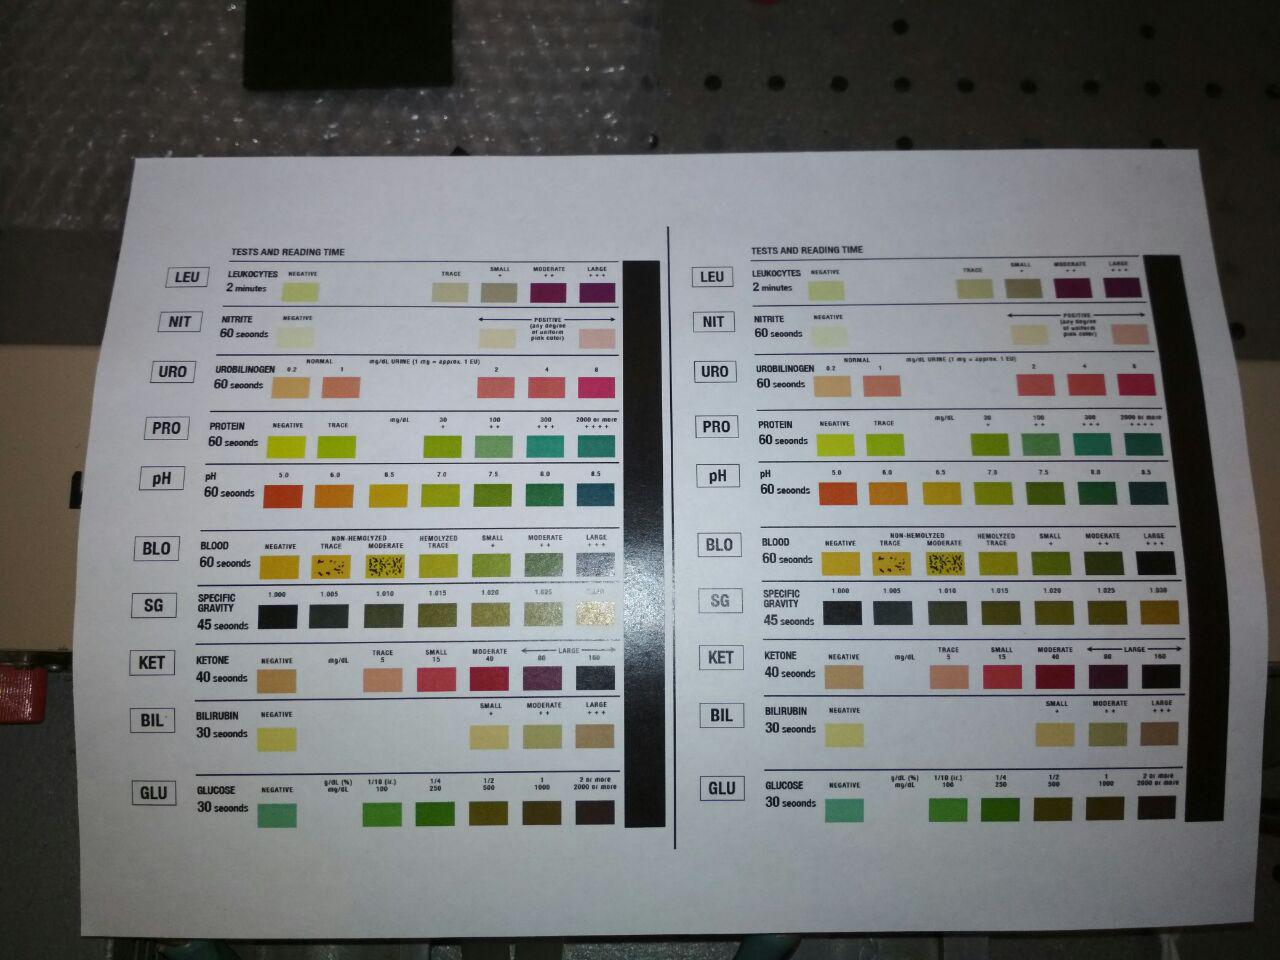 TESTS AND READING TIME
LEU
LEUKOCYTES
2 minutes
NEGATIVE
TRACE
SMALL
+
MODERATE
++
LARGE
+++
NIT
NITRITE
60 seconds
NEGATIVE
POSITIVE
(any degree
of uniform
pink color)
URO
UROBILINOGEN
60 seconds
NORMAL
mg/dL URINE (1 mg = approx. 1 EU)
0.2 1 2 4 8
PRO
PROTEIN
60 seconds
NEGATIVE
TRACE
mg/dL
30
+
100
++
300
+++
2000 or more
++++
pH
pH
60 seconds
5.0 6.0 6.5 7.0 7.5 8.0 8.5
BLO
BLOOD
60 seconds
NEGATIVE
NON-HEMOLYZED
TRACE MODERATE
HEMOLYZED
TRACE
SMALL
+
MODERATE
++
LARGE
+++
SG
SPECIFIC
GRAVITY
45 seconds
1.000 1.005 1.010 1.015 1.020 1.025
KET
KETONE
40 seconds
NEGATIVE
mg/dL
TRACE
5
SMALL
15
MODERATE
40
LARGE
80 160
BIL
BILIRUBIN
30 seconds
NEGATIVE
SMALL
+
MODERATE
++
LARGE
+++
GLU
GLUCOSE
30 seconds
NEGATIVE
g/dL (%)
mg/dL
1/10 (tr.)
100
1/4
250
1/2
500
1
1000
2 or more
2000 or more
TESTS AND READING TIME
LEU
LEUKOCYTES
2 minutes
NEGATIVE
TRACE
SMALL
+
MODERATE
++
LARGE
+++
NIT
NITRITE
60 seconds
NEGATIVE
POSITIVE
(any degree
of uniform
pink color)
URO
UROBILINOGEN
60 seconds
NORMAL
mg/dL URINE (1 mg = approx. 1 EU)
0.2 1 2 4 8
PRO
PROTEIN
60 seconds
NEGATIVE
TRACE
mg/dL
30
+
100
++
300
+++
2000 or more
++++
pH
pH
60 seconds
5.0 6.0 6.5 7.0 7.5 8.0 8.5
BLO
BLOOD
60 seconds
NEGATIVE
NON-HEMOLYZED
TRACE MODERATE
HEMOLYZED
TRACE
SMALL
+
MODERATE
++
LARGE
+++
SG
SPECIFIC
GRAVITY
45 seconds
1.000 1.005 1.010 1.015 1.020 1.025 1.030
KET
KETONE
40 seconds
NEGATIVE
mg/dL
TRACE
5
SMALL
15
MODERATE
40
LARGE
80 160
BIL
BILIRUBIN
30 seconds
NEGATIVE
SMALL
+
MODERATE
++
LARGE
+++
GLU
GLUCOSE
30 seconds
NEGATIVE
g/dL (%)
mg/dL
1/10 (tr.)
100
1/4
250
1/2
500
1
1000
2 or more
2000 or more